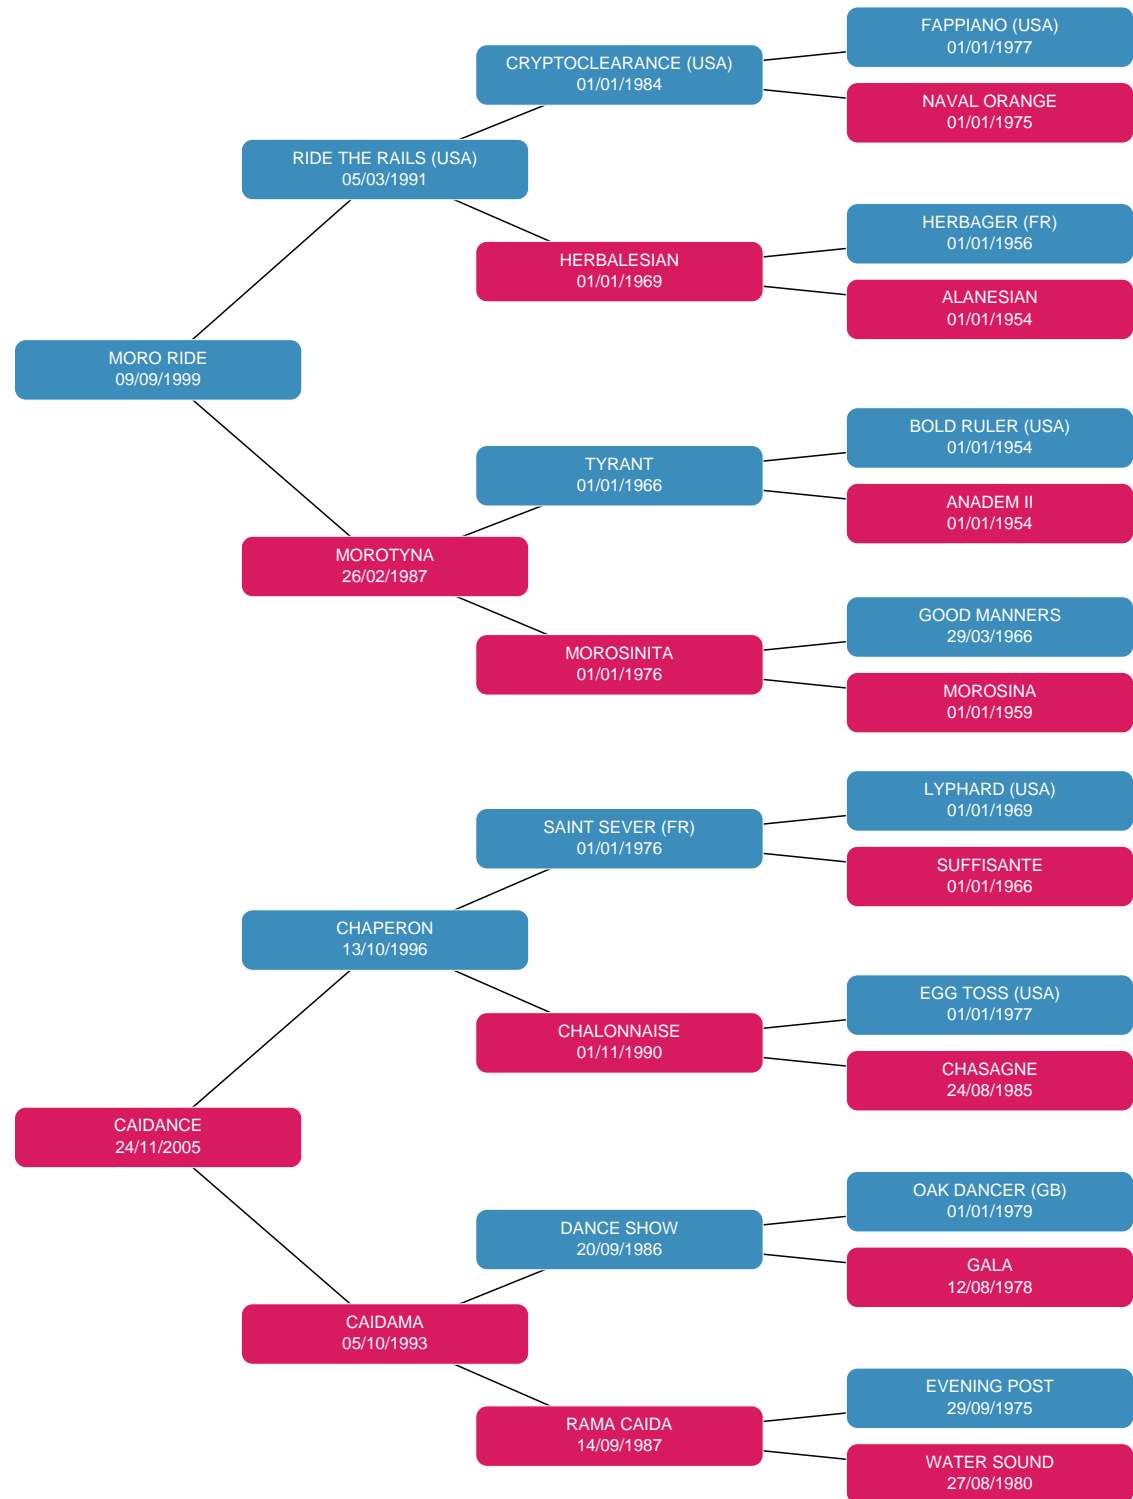 FAPPIANO (USA)
01/01/1977
CRYPTOCLEARANCE (USA)
01/01/1984
NAVAL ORANGE
01/01/1975
RIDE THE RAILS (USA)
05/03/1991
HERBAGER (FR)
01/01/1956
HERBALESIAN
01/01/1969
ALANESIAN
01/01/1954
MORO RIDE
09/09/1999
BOLD RULER (USA)
01/01/1954
TYRANT
01/01/1966
ANADEM II
01/01/1954
MOROTYNA
26/02/1987
GOOD MANNERS
29/03/1966
MOROSINITA
01/01/1976
MOROSINA
01/01/1959
LYPHARD (USA)
01/01/1969
SAINT SEVER (FR)
01/01/1976
SUFFISANTE
01/01/1966
CHAPERON
13/10/1996
EGG TOSS (USA)
01/01/1977
CHALONNAISE
01/11/1990
CHASAGNE
24/08/1985
CAIDANCE
24/11/2005
OAK DANCER (GB)
01/01/1979
DANCE SHOW
20/09/1986
GALA
12/08/1978
CAIDAMA
05/10/1993
EVENING POST
29/09/1975
RAMA CAIDA
14/09/1987
WATER SOUND
27/08/1980